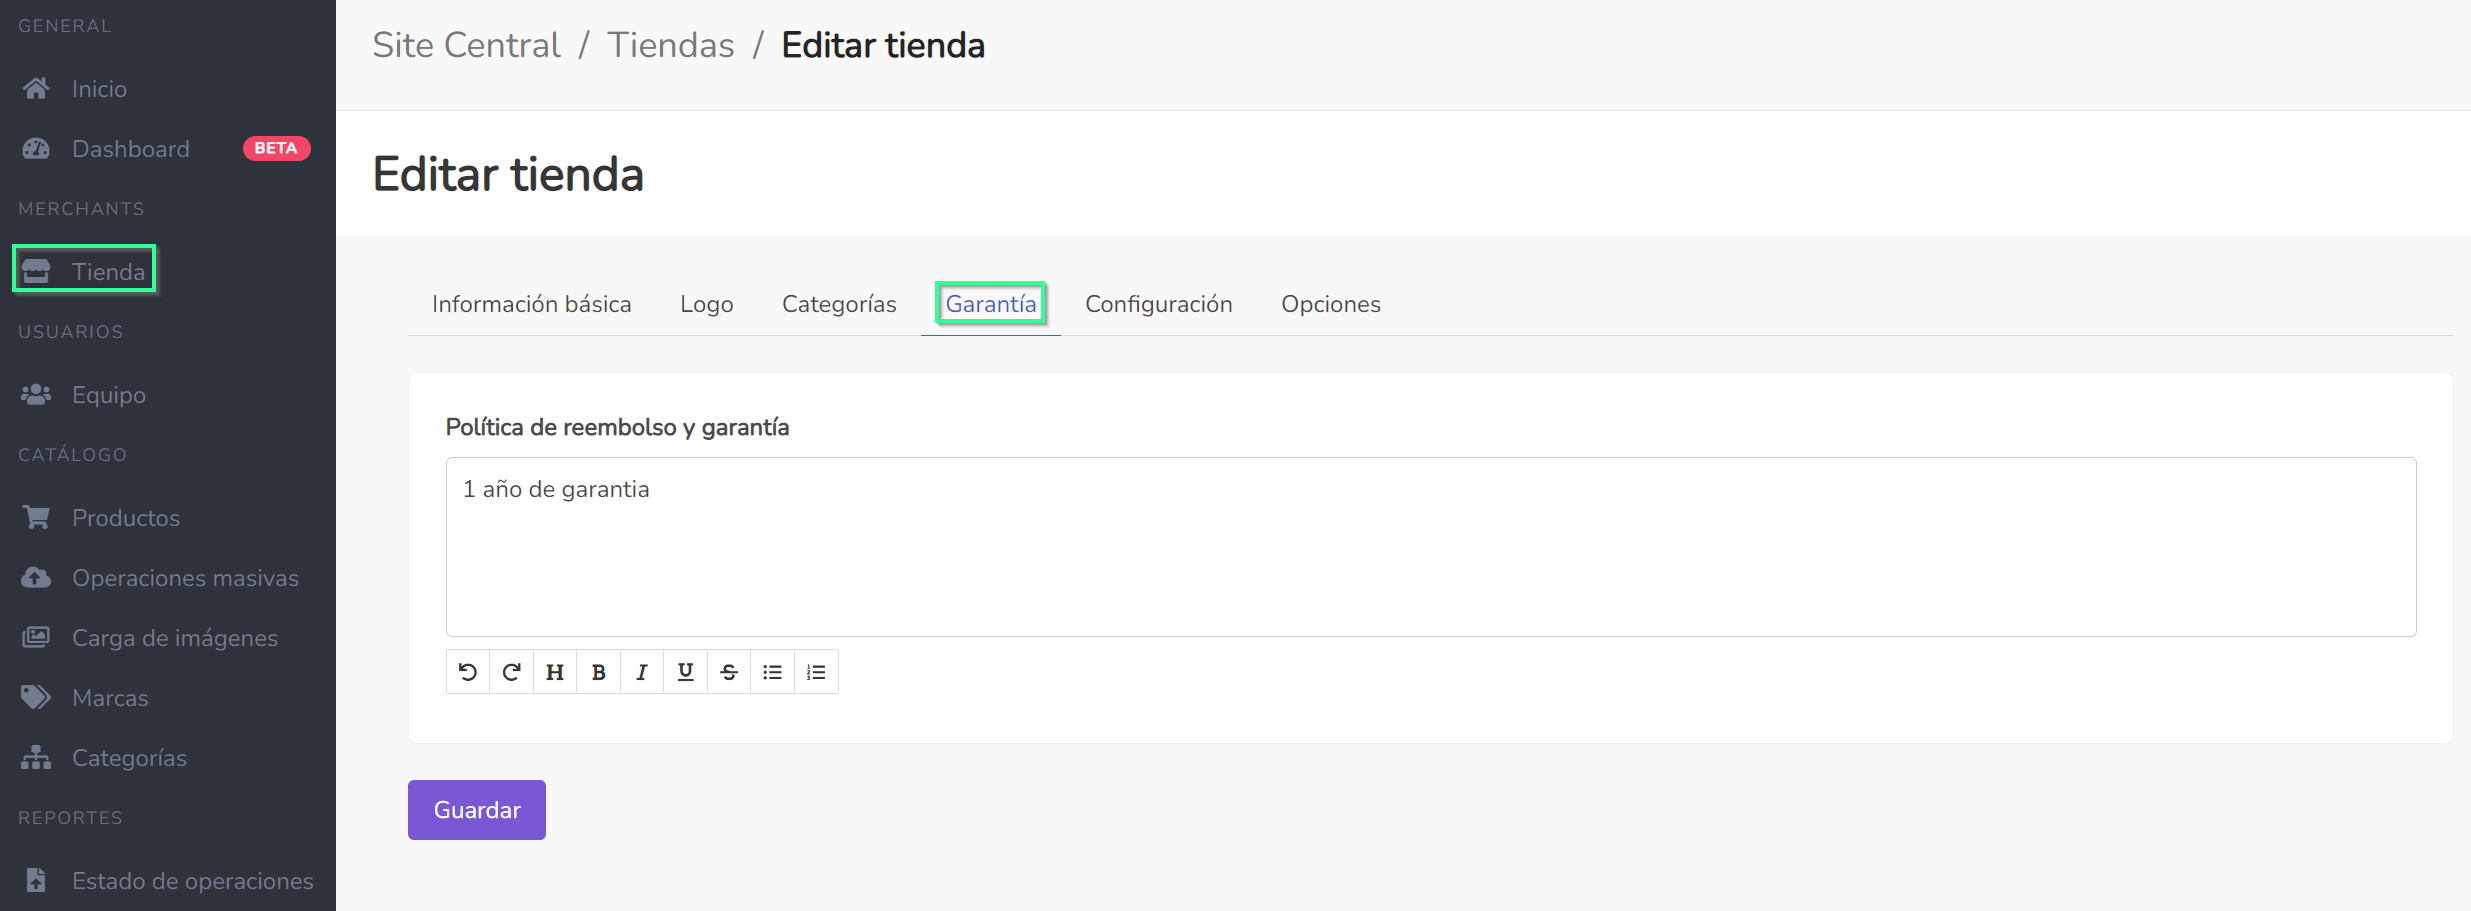 GENERAL
Inicio
Dashboard BETA
MERCHANTS
Tienda
USUARIOS
Equipo
CATÁLOGO
Productos
Operaciones masivas
Carga de imágenes
Marcas
Categorías
REPORTES
Estado de operaciones
Site Central / Tiendas / Editar tienda
Editar tienda
Información básica Logo Categorías Garantía Configuración Opciones
Política de reembolso y garantía
1 año de garantia
H B I U S
Guardar